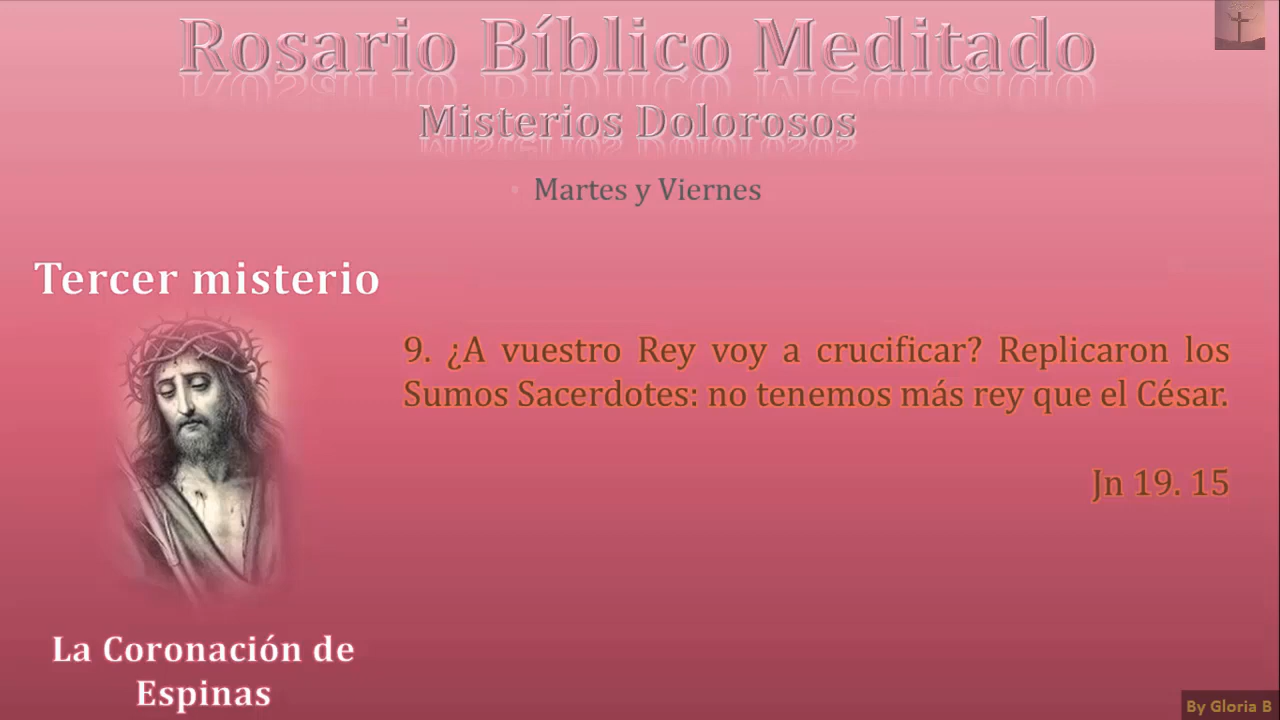 Rosario Bíblico Meditado
Misterios Dolorosos
Martes y Viernes
Tercer misterio
9. ¿A vuestro Rey voy a crucificar? Replicaron los
Sumos Sacerdotes: no tenemos más rey que el César.
Jn 19. 15
La Coronación de
Espinas
By Gloria B